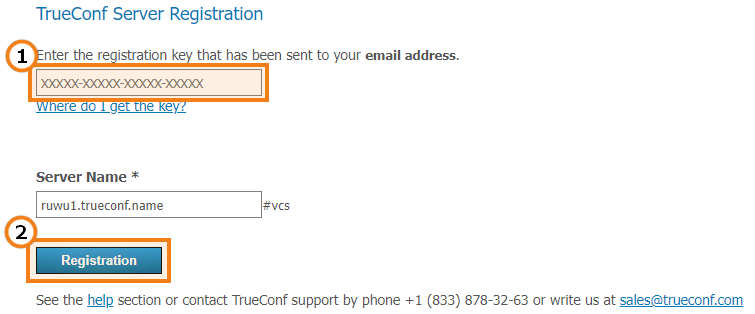 TrueConf Server Registration
Enter the registration key that has been sent to your email address.
1
XXXXX-XXXXX-XXXXX-XXXXX
Where do I get the key?
Server Name *
ruwu1.trueconf.name #vcs
2
Registration
See the help section or contact TrueConf support by phone +1 (833) 878-32-63 or write us at sales@trueconf.com